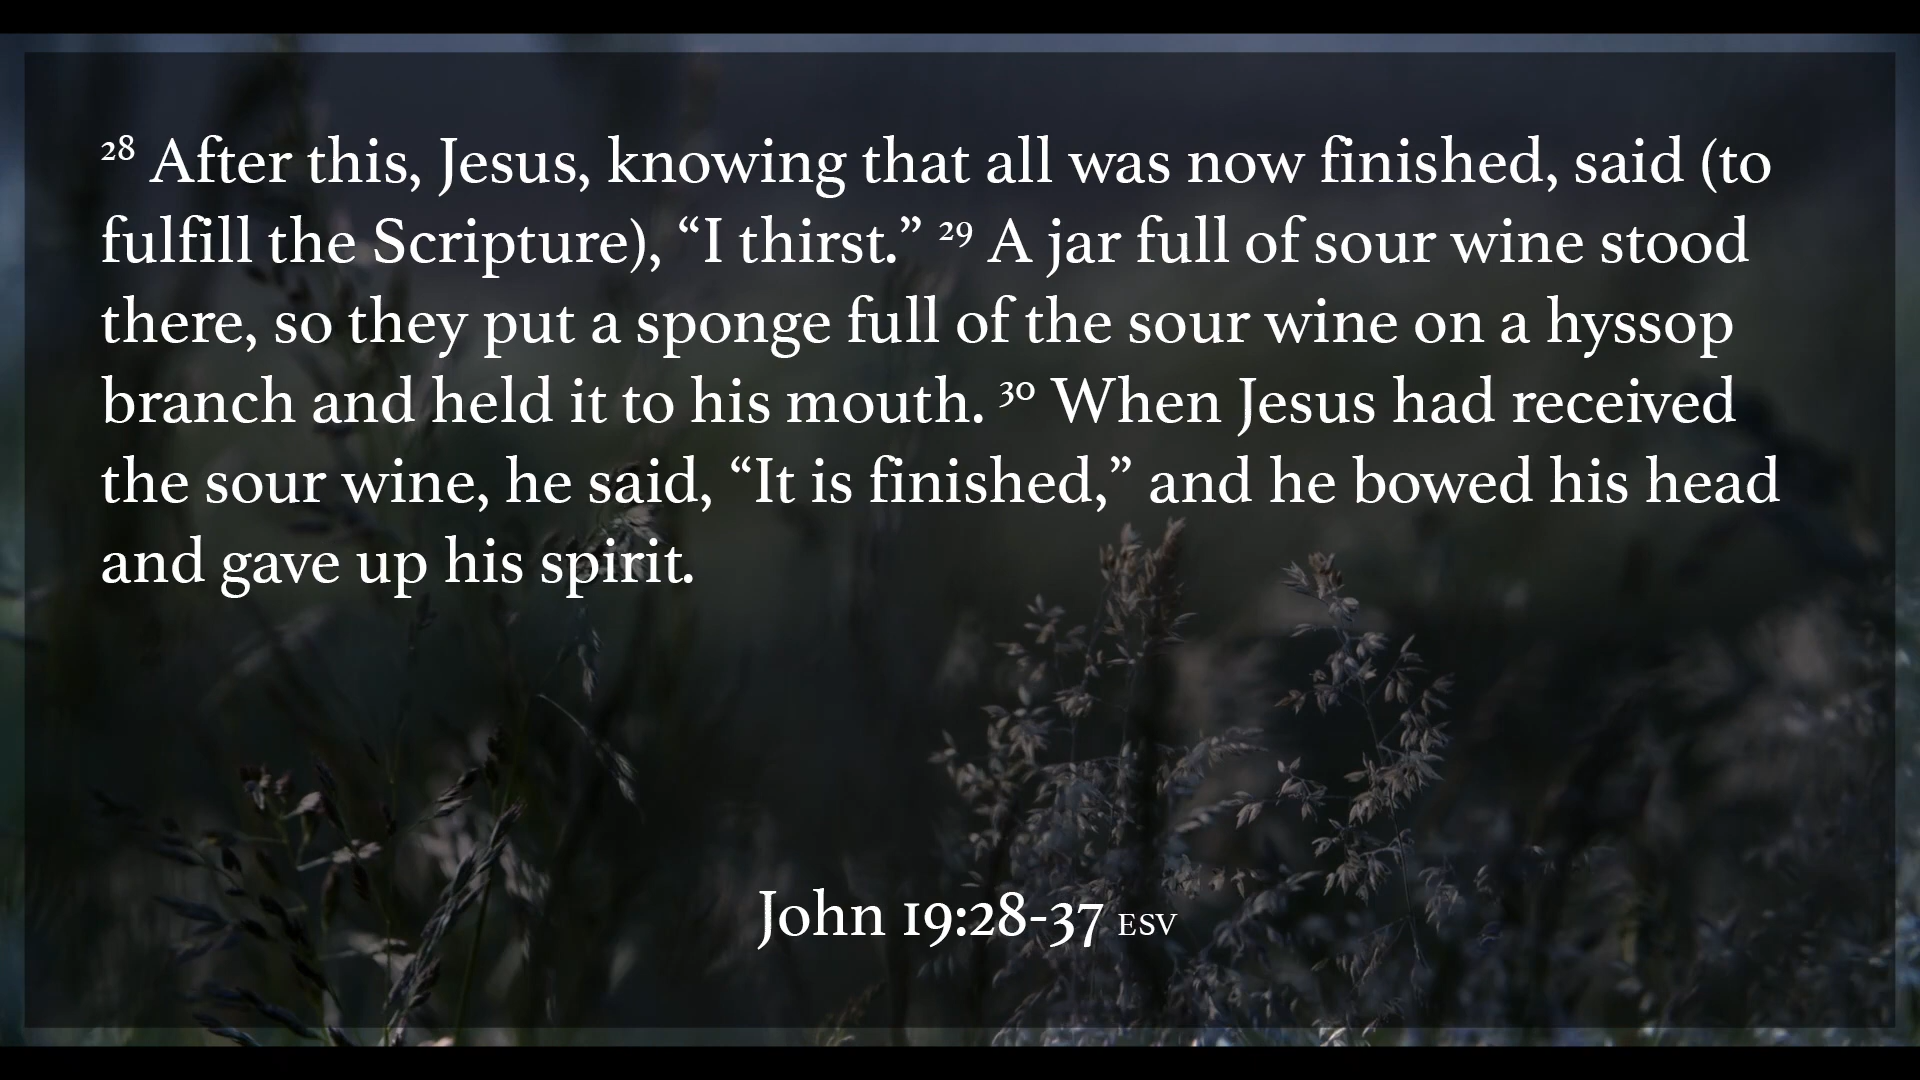 28 After this, Jesus, knowing that all was now finished, said (to
fulfill the Scripture), “I thirst.” 29 A jar full of sour wine stood
there, so they put a sponge full of the sour wine on a hyssop
branch and held it to his mouth. 30 When Jesus had received
the sour wine, he said, “It is finished,” and he bowed his head
and gave up his spirit.
John 19:28-37 ESV